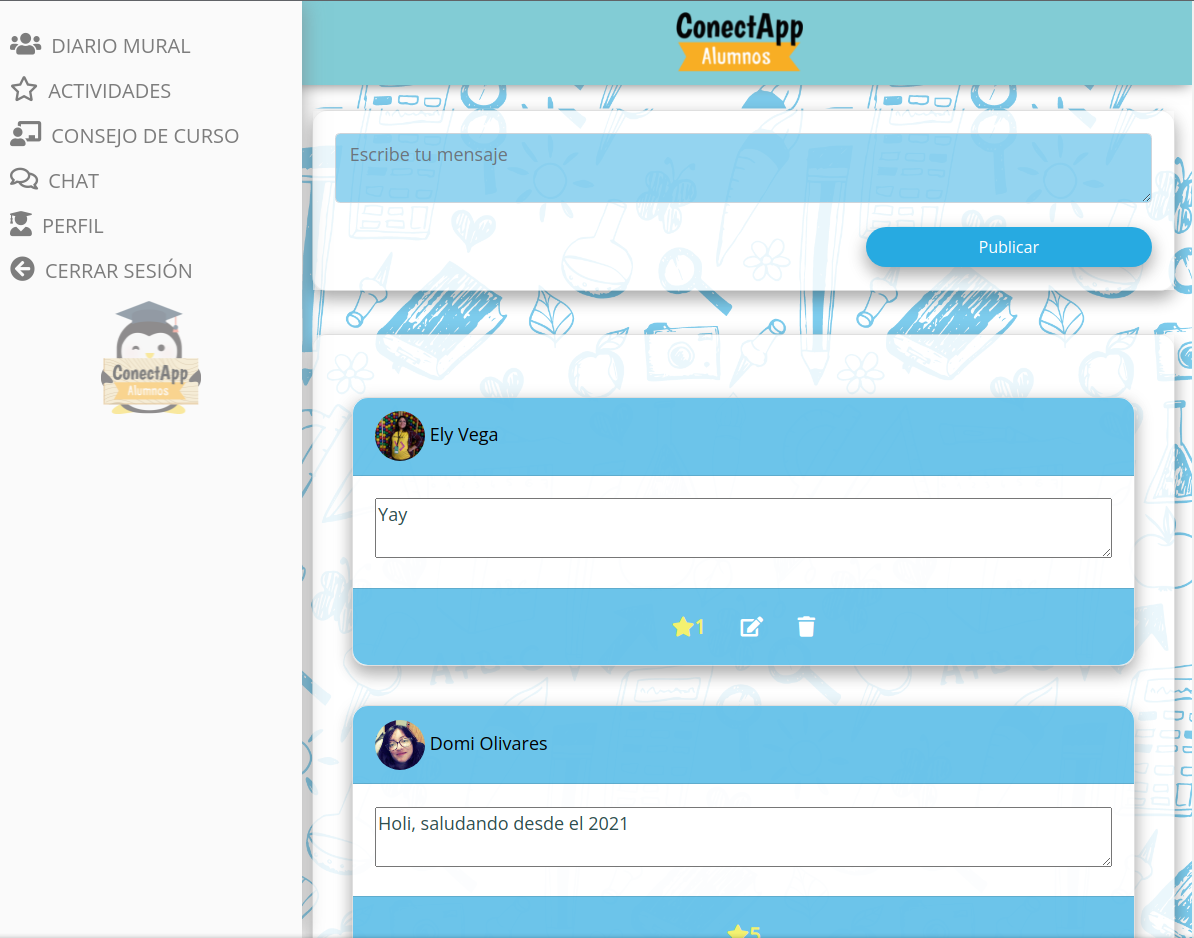 DIARIO MURAL
ACTIVIDADES
CONSEJO DE CURSO
CHAT
PERFIL
CERRAR SESIÓN
ConectApp
Alumnos
ConectApp
Alumnos
Escribe tu mensaje
Publicar
Ely Vega
Yay
1
Domi Olivares
Holi, saludando desde el 2021
5